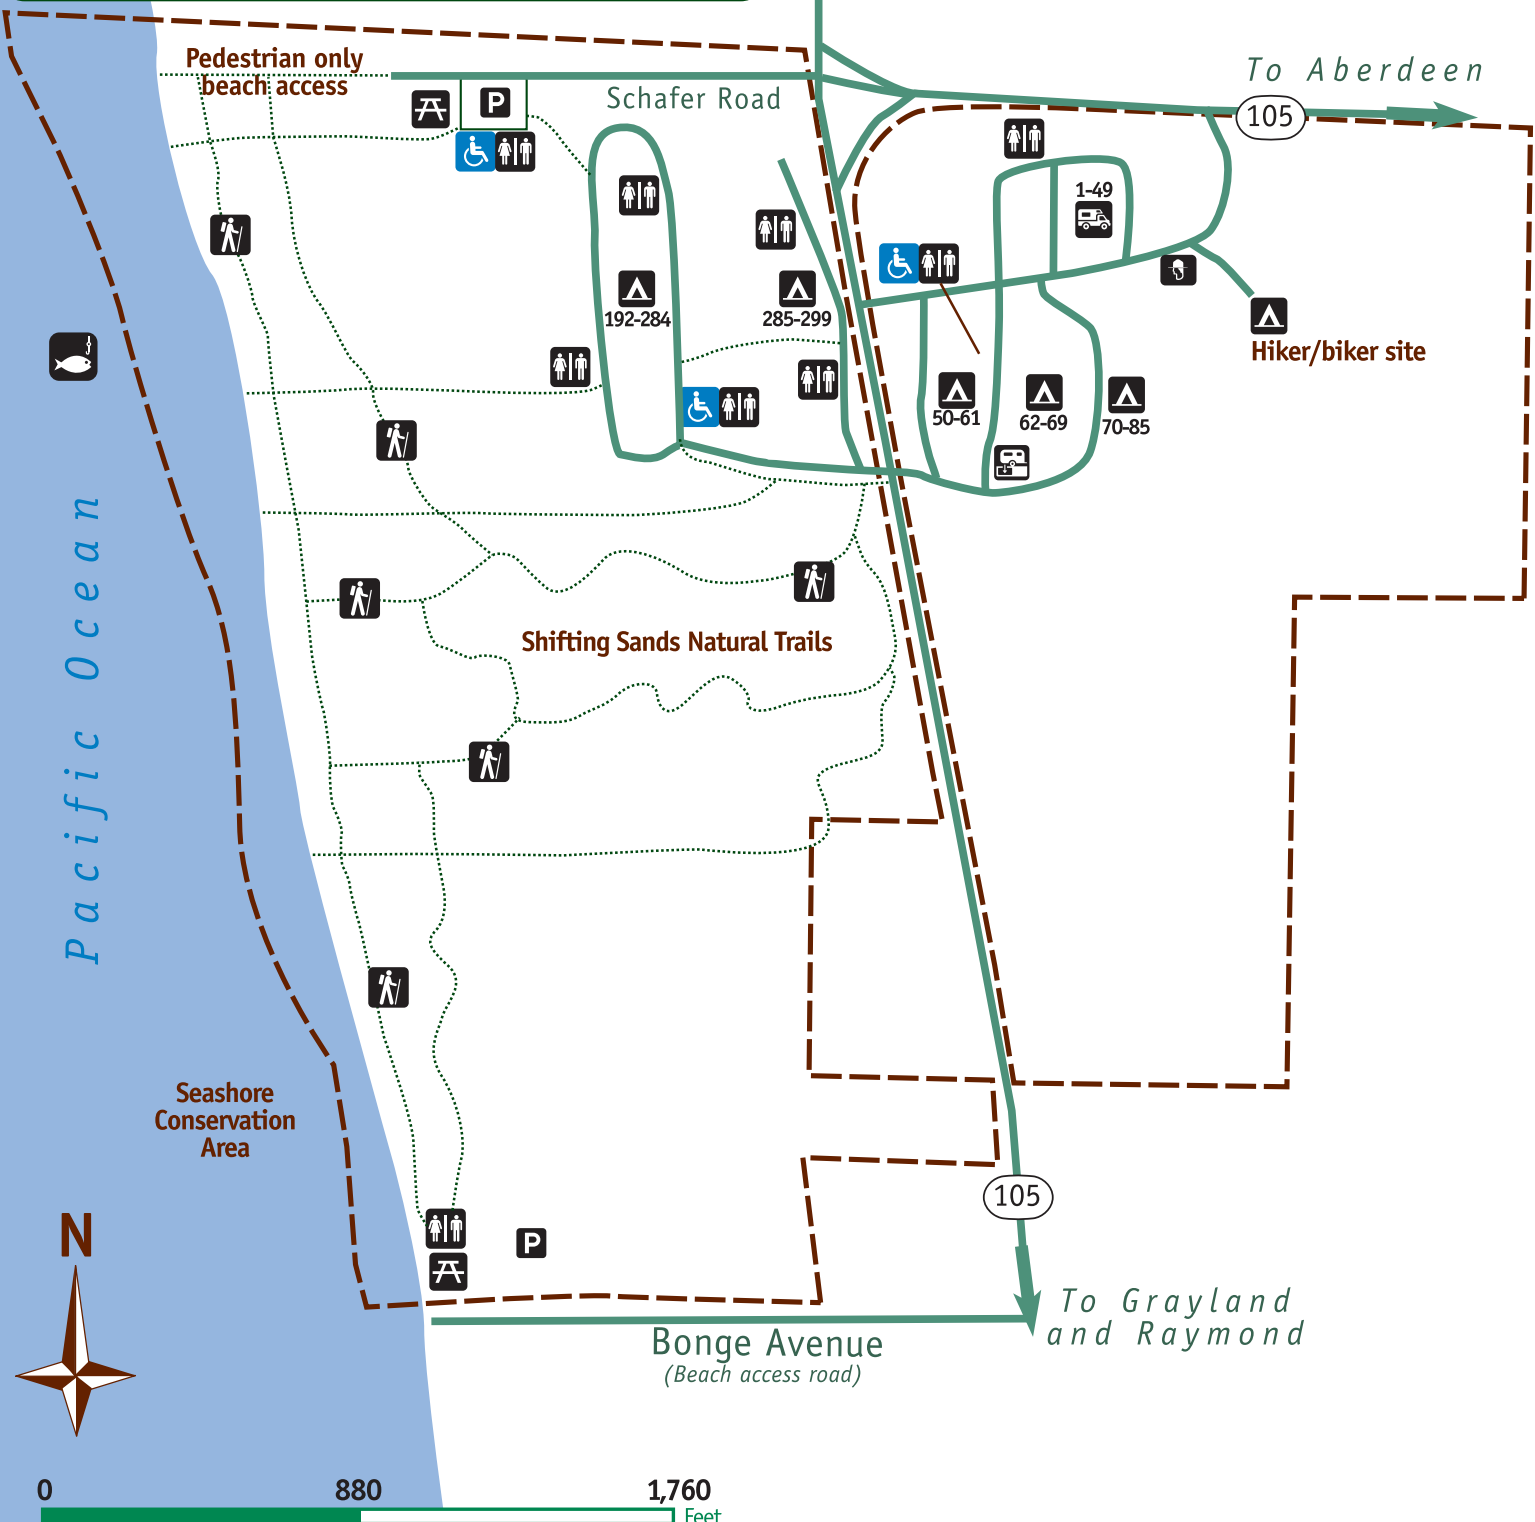 Pedestrian only
beach access
P
Schafer Road
To Aberdeen
105
1-49
192-284
285-299
Hiker/biker site
50-61
62-69
70-85
Pacific Ocean
Shifting Sands Natural Trails
Seashore
Conservation
Area
105
N
P
To Grayland
and Raymond
Bonge Avenue
(Beach access road)
0
880
1,760
Feet